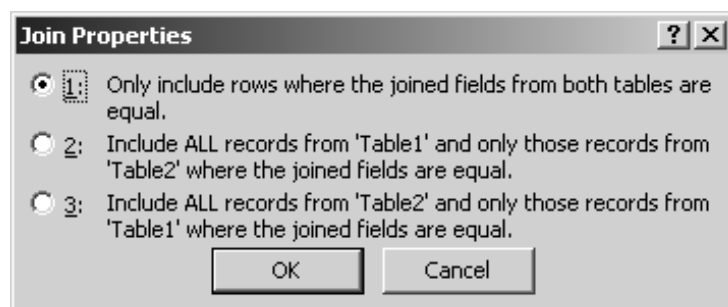 Join Properties
? X
1: Only include rows where the joined fields from both tables are
equal.
2: Include ALL records from 'Table1' and only those records from
'Table2' where the joined fields are equal.
3: Include ALL records from 'Table2' and only those records from
'Table1' where the joined fields are equal.
OK Cancel